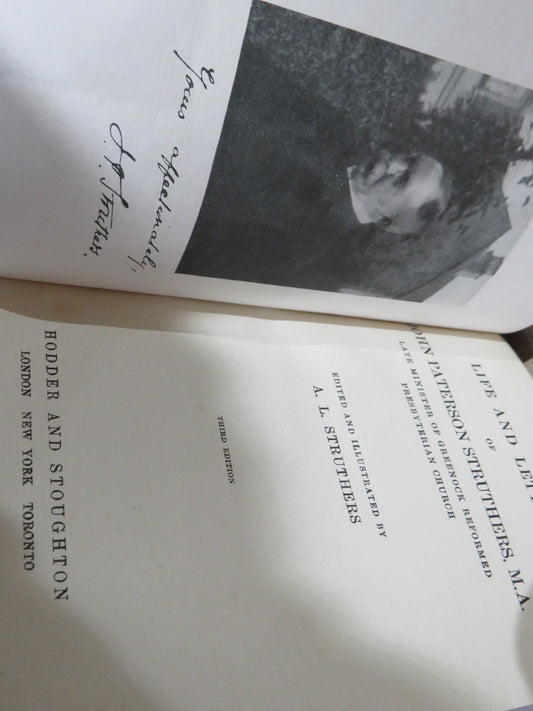 Yours affectionately,
J. P. Struthers.
LIFE AND LET
OF
JOHN PATERSON STRUTHERS, M.A.
LATE MINISTER OF GREENOCK REFORMED
PRESBYTERIAN CHURCH
EDITED AND ILLUSTRATED BY
A. L. STRUTHERS
THIRD EDITION
HODDER AND STOUGHTON
LONDON NEW YORK TORONTO